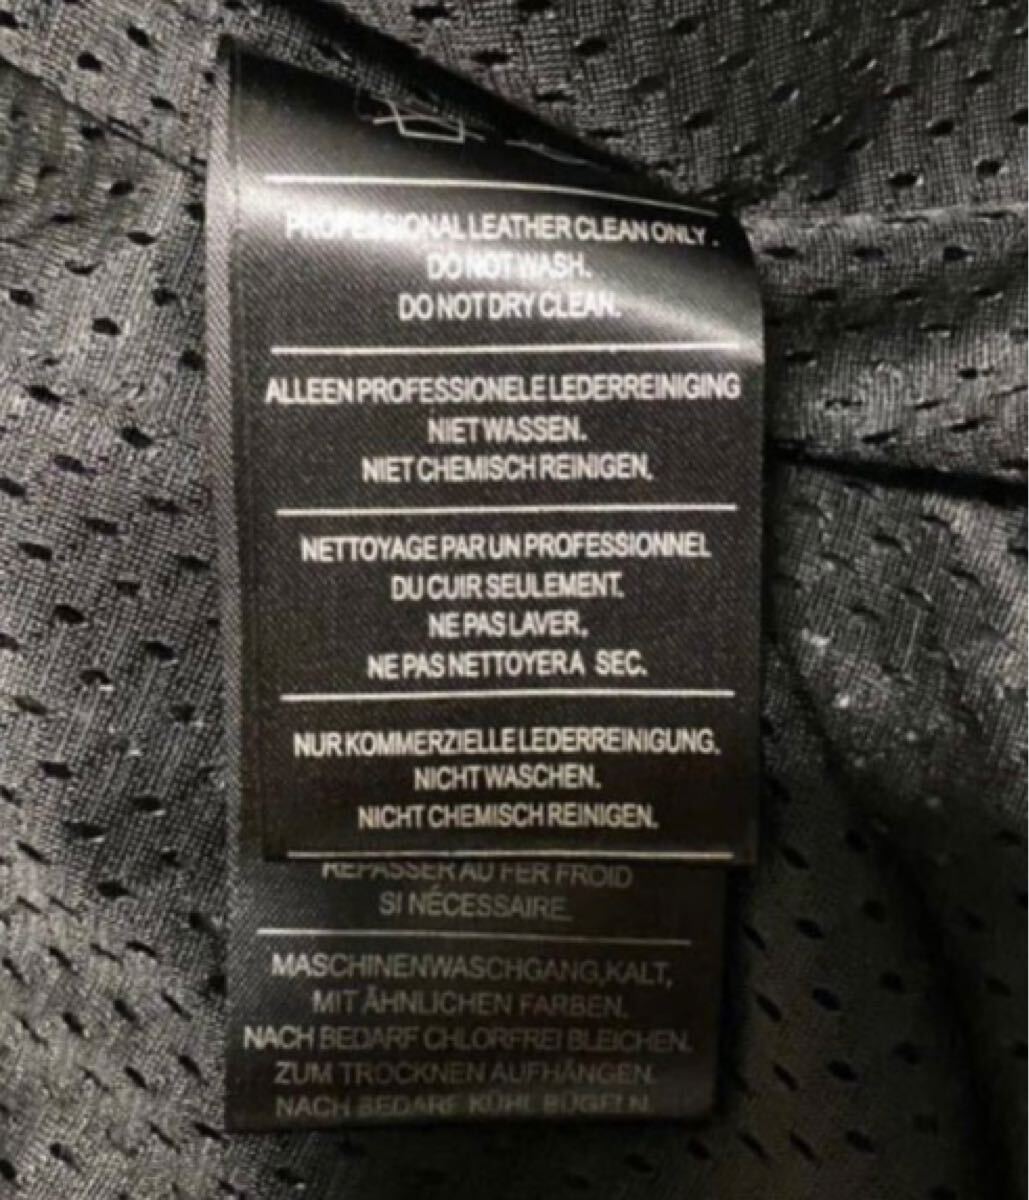 PROFESSIONAL LEATHER CLEAN ONLY.
DO NOT WASH.
DO NOT DRY CLEAN.
ALLEEN PROFESSIONELE LEDERREINIGING
NIET WASSEN.
NIET CHEMISCH REINIGEN.
NETTOYAGE PAR UN PROFESSIONNEL
DU CUIR SEULEMENT.
NE PAS LAVER.
NE PAS NETTOYER A SEC.
NUR KOMMERZIELLE LEDERREINIGUNG.
NICHT WASCHEN.
NICHT CHEMISCH REINIGEN.
REPASSER AU FER FROID
SI NÉCESSAIRE.
MASCHINENWASCHGANG,KALT,
MIT ÄHNLICHEN FARBEN.
NACH BEDARF CHLORFREI BLEICHEN.
ZUM TROCKNEN AUFHÄNGEN.
NACH BEDARF KÜHL BÜGELN.